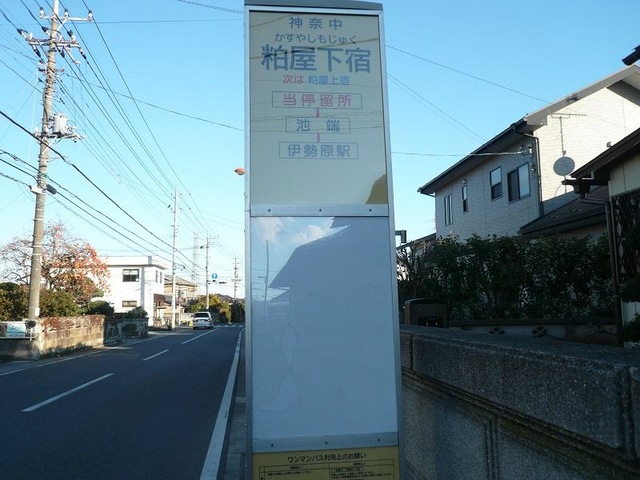 神奈中
かすやしもじゅく
粕屋下宿
次は 粕屋上宿
当停留所
池端
伊勢原駅
ワンマンバス利用上のお願い